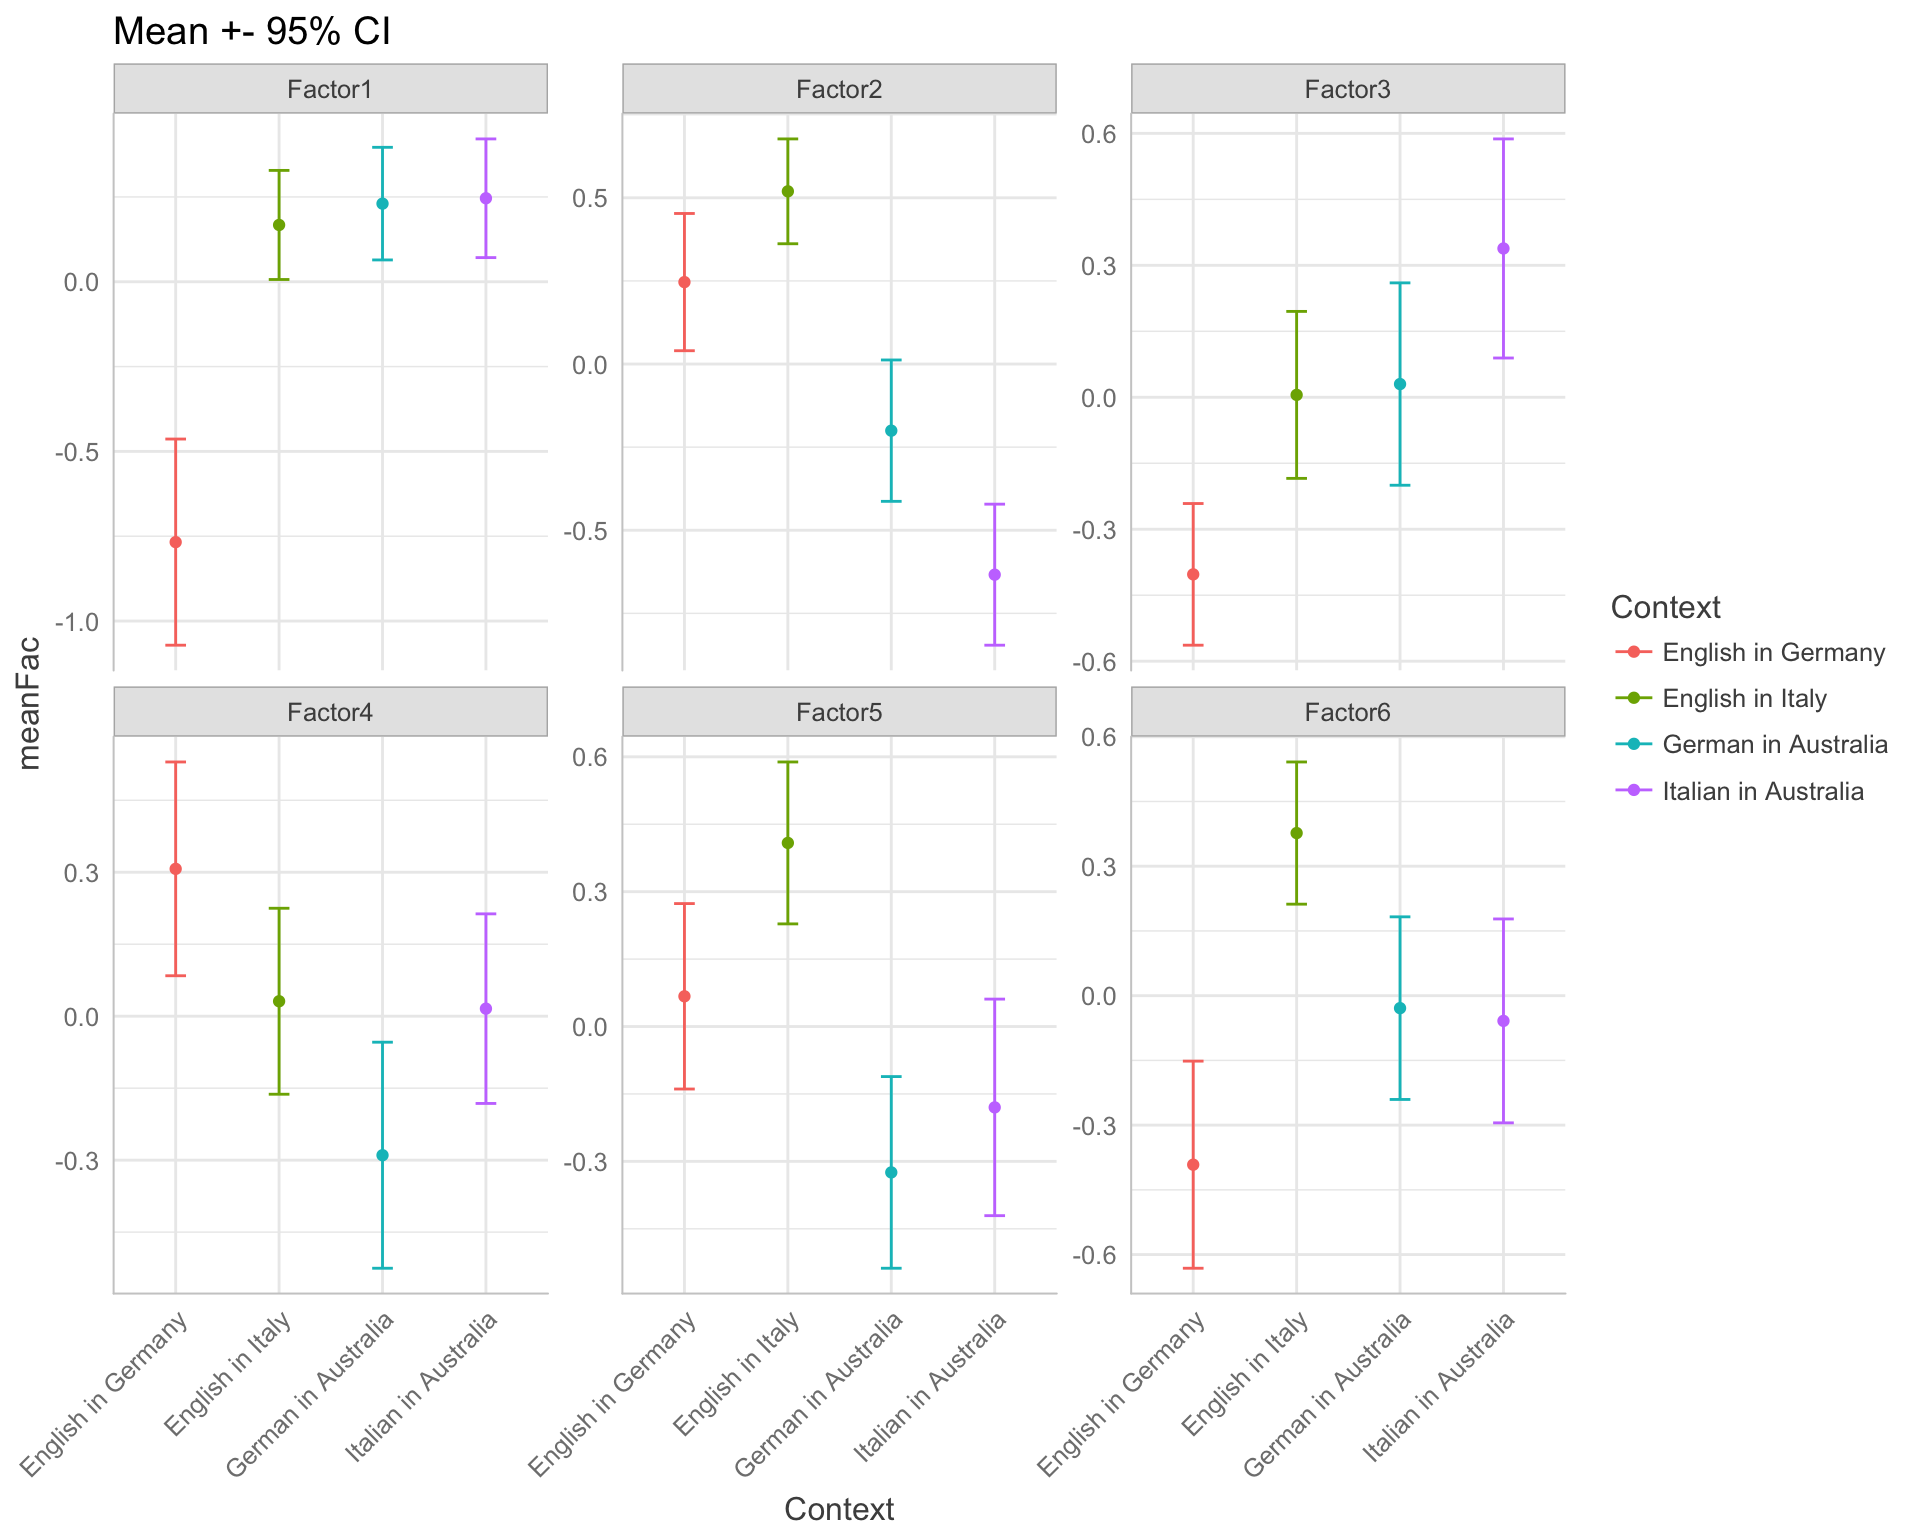 Mean +- 95% CI
Factor1 Factor2 Factor3
0.0
-0.5
-1.0
0.5
0.0
-0.5
0.6
0.3
0.0
-0.3
-0.6
meanFac
Factor4 Factor5 Factor6
0.3
0.0
-0.3
0.6
0.3
0.0
-0.3
0.6
0.3
0.0
-0.3
-0.6
English in Germany
English in Italy
German in Australia
Italian in Australia
English in Germany
English in Italy
German in Australia
Italian in Australia
English in Germany
English in Italy
German in Australia
Italian in Australia
Context
Context
English in Germany
English in Italy
German in Australia
Italian in Australia